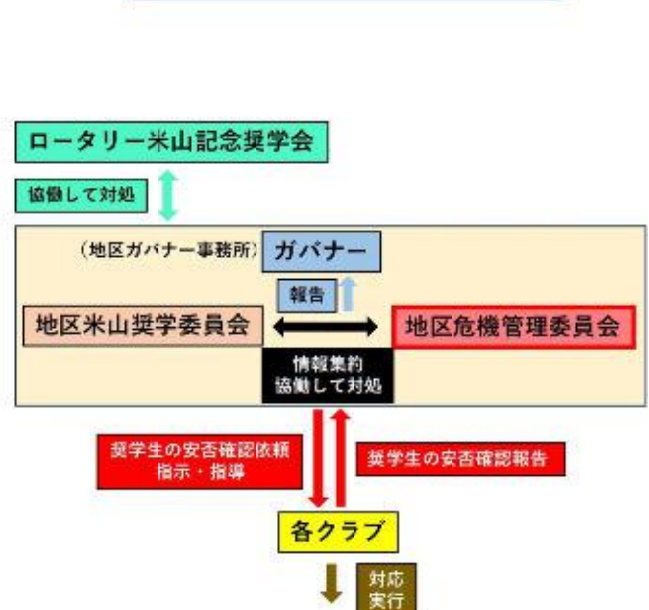 ロータリー米山記念奨学会
協働して対処
(地区ガバナー事務所)
ガバナー
報告
地区米山奨学委員会
地区危機管理委員会
情報集約
協働して対処
奨学生の安否確認依頼
指示・指導
奨学生の安否確認報告
各クラブ
対応
実行